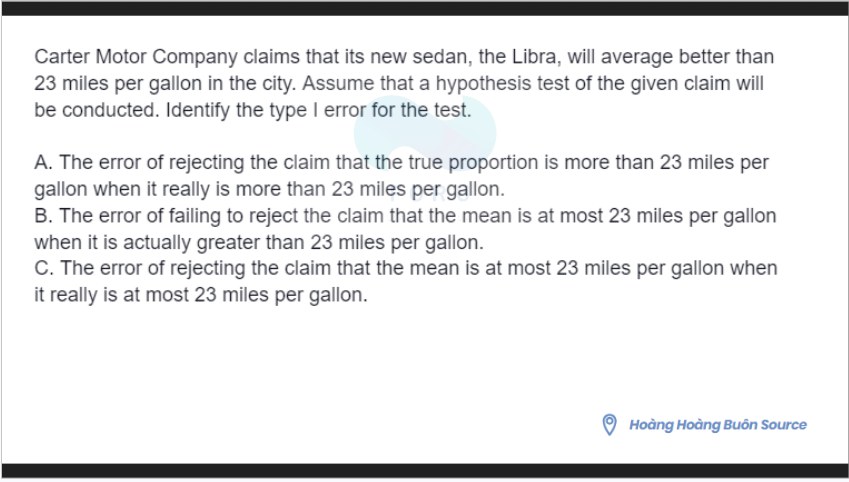 Carter Motor Company claims that its new sedan, the Libra, will average better than
23 miles per gallon in the city. Assume that a hypothesis test of the given claim will
be conducted. Identify the type I error for the test.
A. The error of rejecting the claim that the true proportion is more than 23 miles per
gallon when it really is more than 23 miles per gallon.
B. The error of failing to reject the claim that the mean is at most 23 miles per gallon
when it is actually greater than 23 miles per gallon.
C. The error of rejecting the claim that the mean is at most 23 miles per gallon when
it really is at most 23 miles per gallon.
Hoàng Hoàng Buôn Source